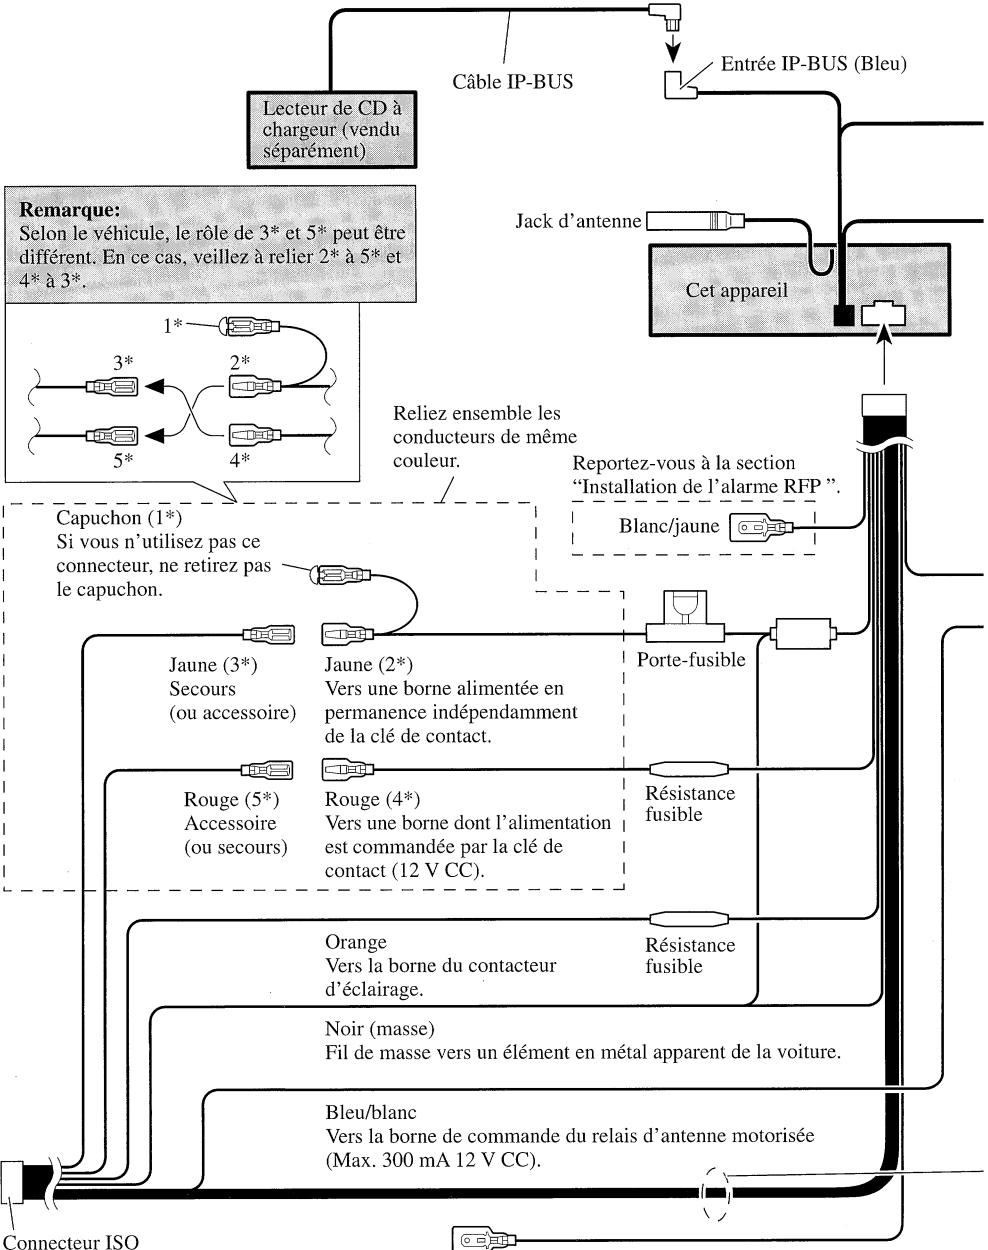 Câble IP-BUS
Entrée IP-BUS (Bleu)
Lecteur de CD à
chargeur (vendu
séparément)
Remarque:
Selon le véhicule, le rôle de 3* et 5* peut être
différent. En ce cas, veillez à relier 2* à 5* et
4* à 3*.
Jack d'antenne
Cet appareil
1*
3*
2*
5*
4*
Reliez ensemble les
conducteurs de même
couleur.
Reportez-vous à la section
“Installation de l'alarme RFP ”.
Blanc/jaune
Capuchon (1*)
Si vous n'utilisez pas ce
connecteur, ne retirez pas
le capuchon.
Jaune (3*)
Secours
(ou accessoire)
Jaune (2*)
Vers une borne alimentée en
permanence indépendamment
de la clé de contact.
Porte-fusible
Rouge (5*)
Accessoire
(ou secours)
Rouge (4*)
Vers une borne dont l'alimentation
est commandée par la clé de
contact (12 V CC).
Résistance
fusible
Orange
Vers la borne du contacteur
d'éclairage.
Résistance
fusible
Noir (masse)
Fil de masse vers un élément en métal apparent de la voiture.
Bleu/blanc
Vers la borne de commande du relais d'antenne motorisée
(Max. 300 mA 12 V CC).
Connecteur ISO